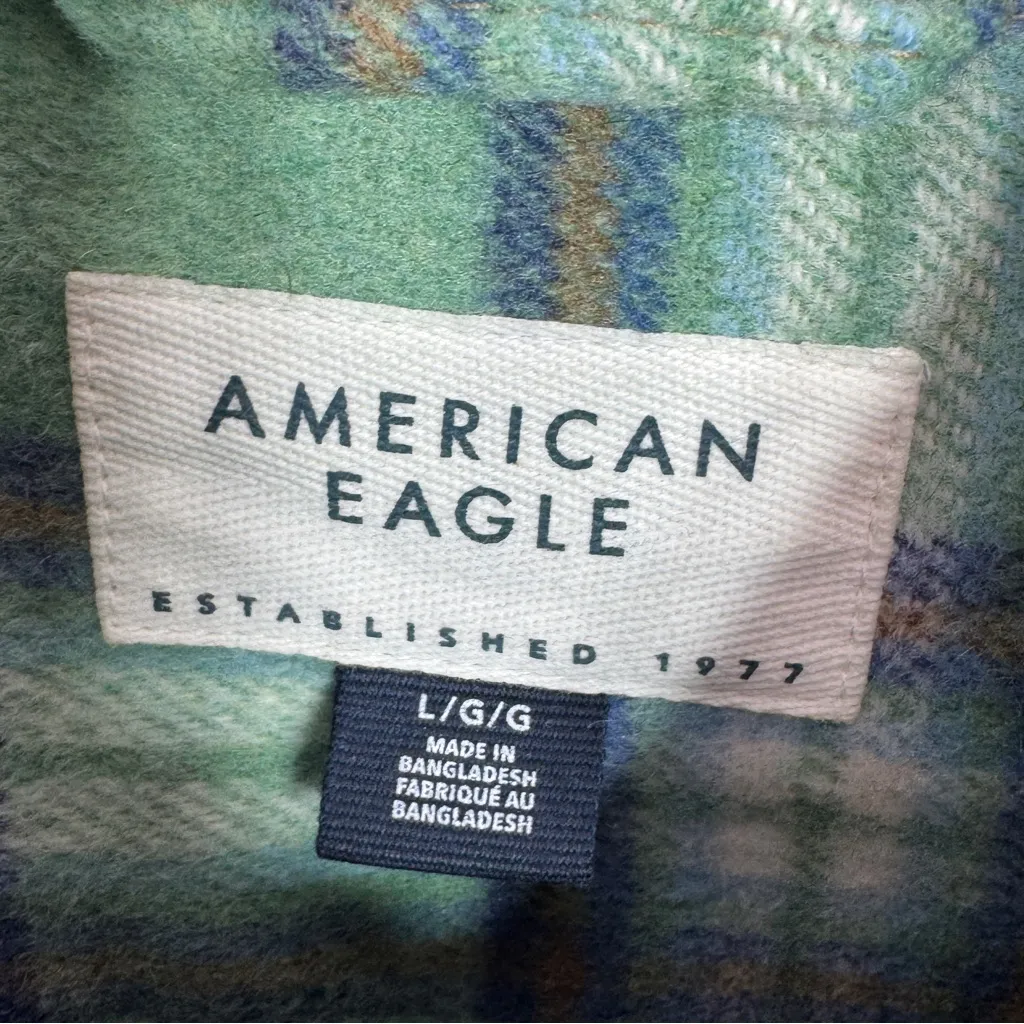 AMERICAN
EAGLE
ESTABLISHED 1977
L/G/G
MADE IN
BANGLADESH
FABRIQUÉ AU
BANGLADESH